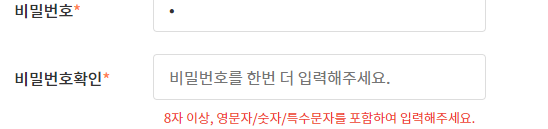 비밀번호*
•
비밀번호확인*
비밀번호를 한번 더 입력해주세요.
8자 이상, 영문자/숫자/특수문자를 포함하여 입력해주세요.